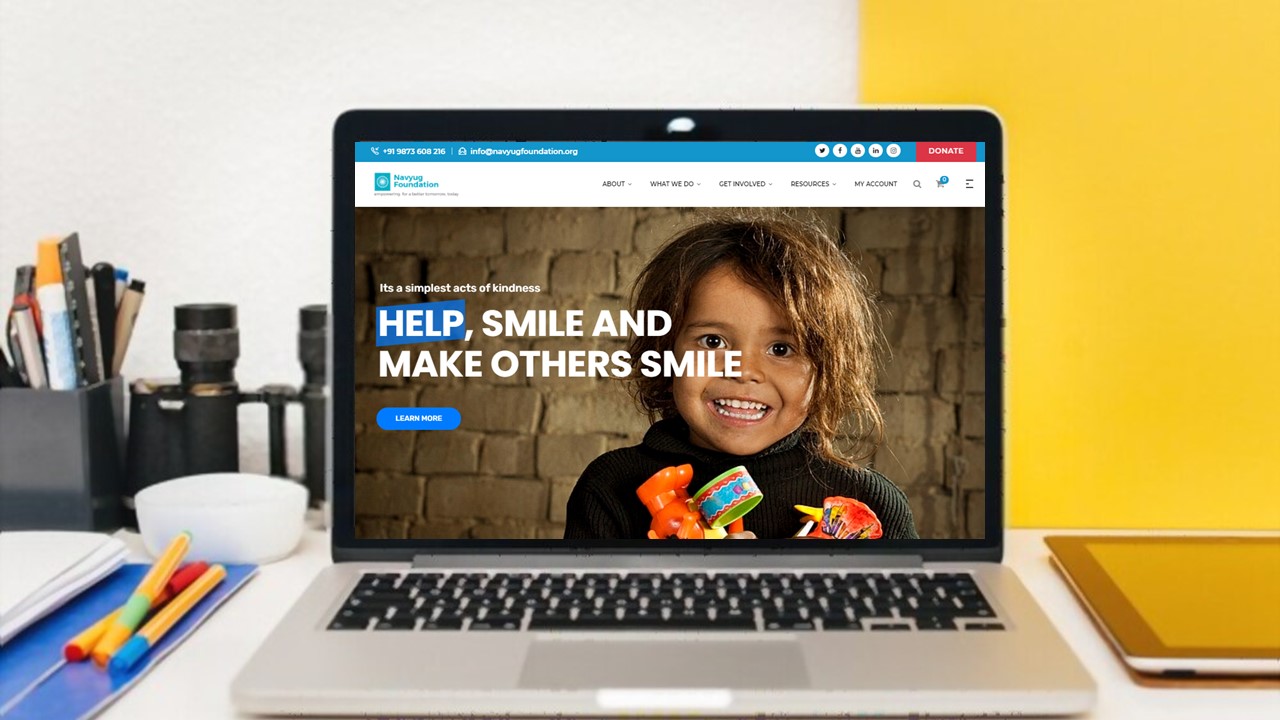 +91 9873 608 216 | info@navyugfoundation.org
DONATE
Navyug
Foundation
empowering, for a better tomorrow, today
ABOUT WHAT WE DO GET INVOLVED RESOURCES MY ACCOUNT
0
Its a simplest acts of kindness
HELP, SMILE AND
MAKE OTHERS SMILE
LEARN MORE